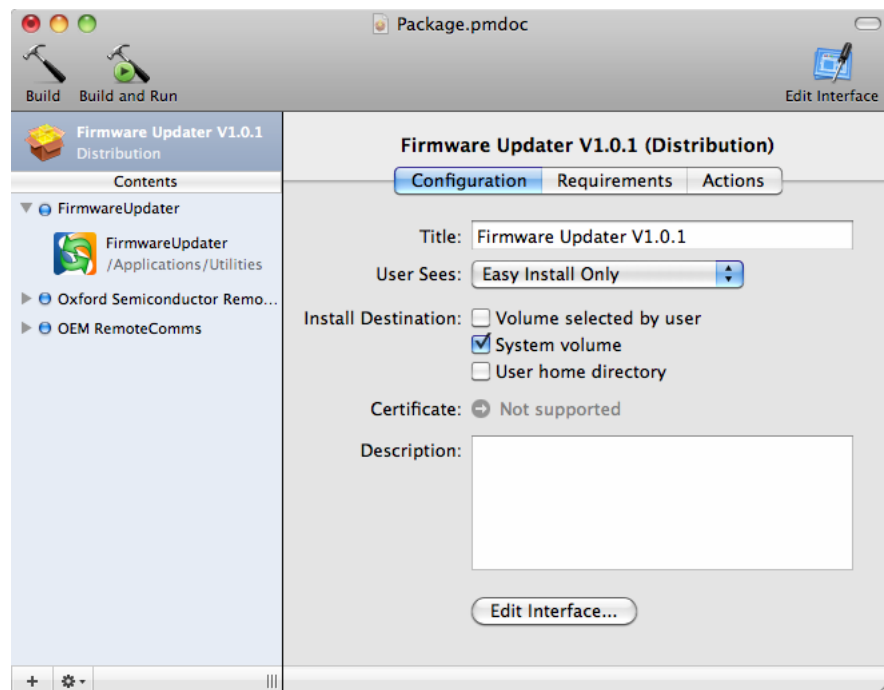 Package.pmdoc
Build
Build and Run
Edit Interface
Firmware Updater V1.0.1
Distribution
Contents
FirmwareUpdater
FirmwareUpdater
/Applications/Utilities
Oxford Semiconductor Remo...
OEM RemoteComms
Firmware Updater V1.0.1 (Distribution)
Configuration Requirements Actions
Title: Firmware Updater V1.0.1
User Sees: Easy Install Only
Install Destination: Volume selected by user
System volume
User home directory
Certificate: Not supported
Description:
Edit Interface...